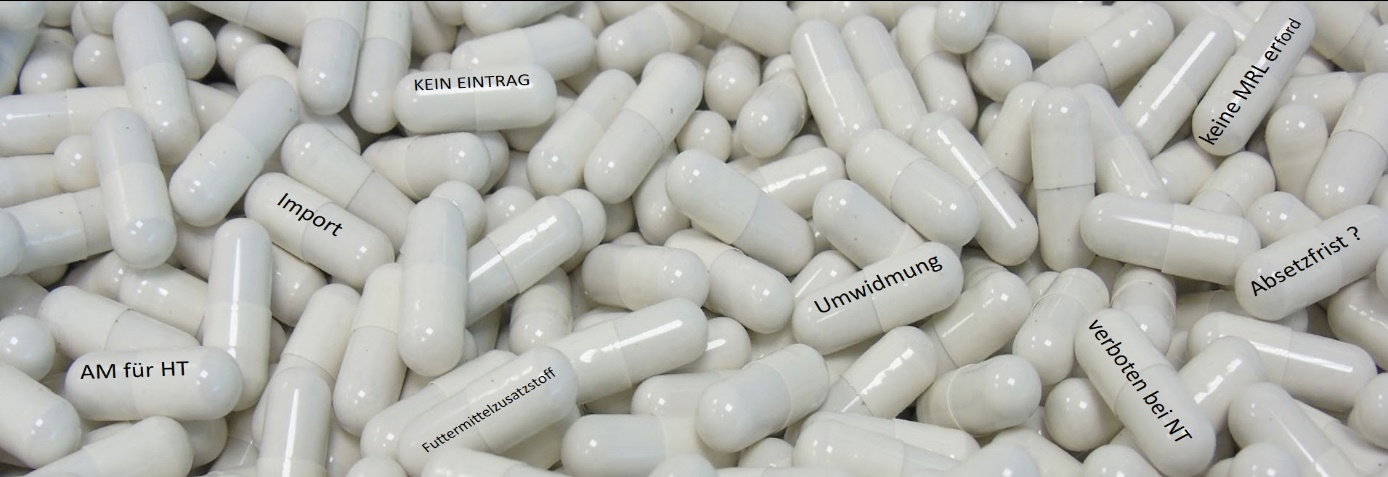 KEIN EINTRAG
keine MRL erford
Import
Umwidmung
Absetzfrist ?
AM für HT
Futtermittelzusatzstoff
verboten bei NT